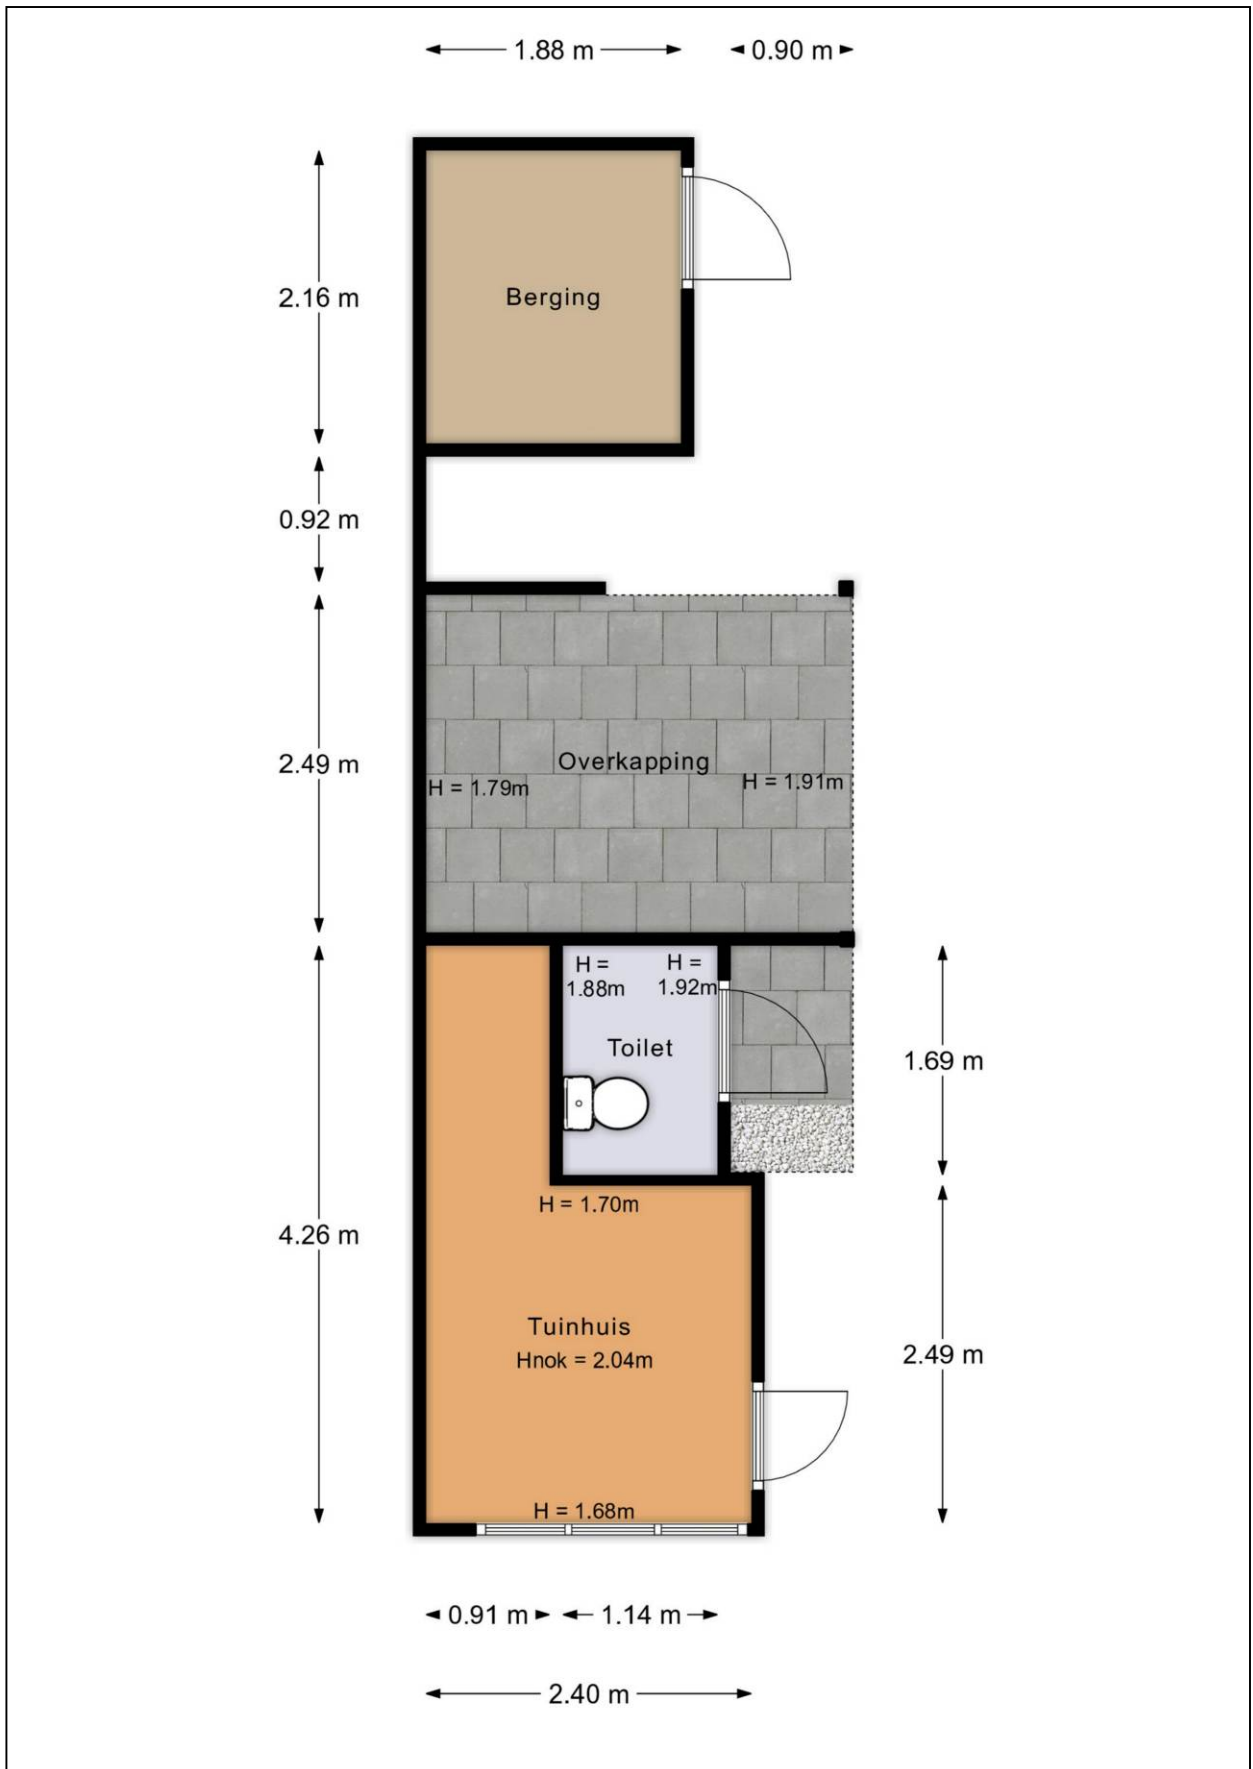 1.88 m
0.90 m
2.16 m
Berging
0.92 m
2.49 m
Overkapping
H = 1.79m
H = 1.91m
H =
1.88m
H =
1.92m
Toilet
1.69 m
H = 1.70m
4.26 m
Tuinhuis
Hnok = 2.04m
2.49 m
H = 1.68m
0.91 m
1.14 m
2.40 m